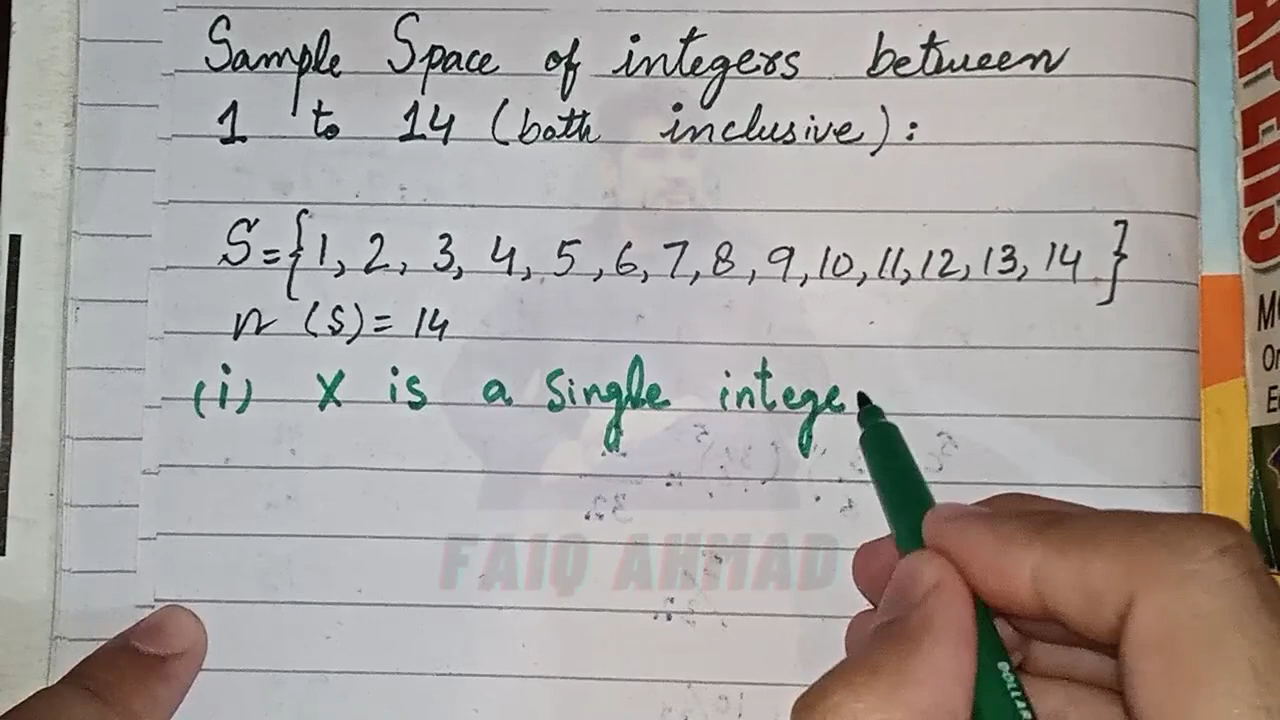 Sample Space of integers between
1 to 14 (both inclusive):
S={1, 2, 3, 4, 5, 6, 7, 8, 9, 10, 11, 12, 13, 14}
n (S) = 14
(i) X is a single intege
FAIQ AHMAD
DOLLAR